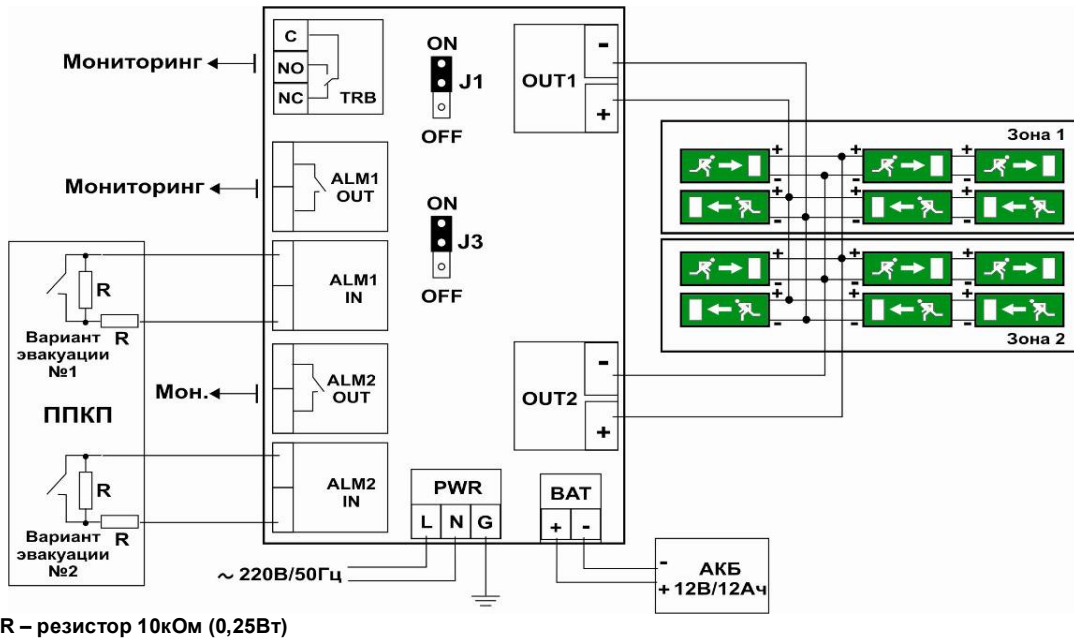 C
NO
NC
TRB
Мониторинг
ON
J1
OFF
OUT1
-
+
Мониторинг
ALM1
OUT
ON
J3
OFF
ALM1
IN
R
R
Вариант
эвакуации
№1
ППКП
Мон.
ALM2
OUT
ALM2
IN
R
R
Вариант
эвакуации
№2
OUT2
-
+
PWR
L N G
BAT
+ -
~ 220В/50Гц
- АКБ
+ 12В/12Ач
Зона 1
+ + +
- - -
+ + +
- - -
+ + +
- - -
+ + +
- - -
Зона 2
R – резистор 10кОм (0,25Вт)